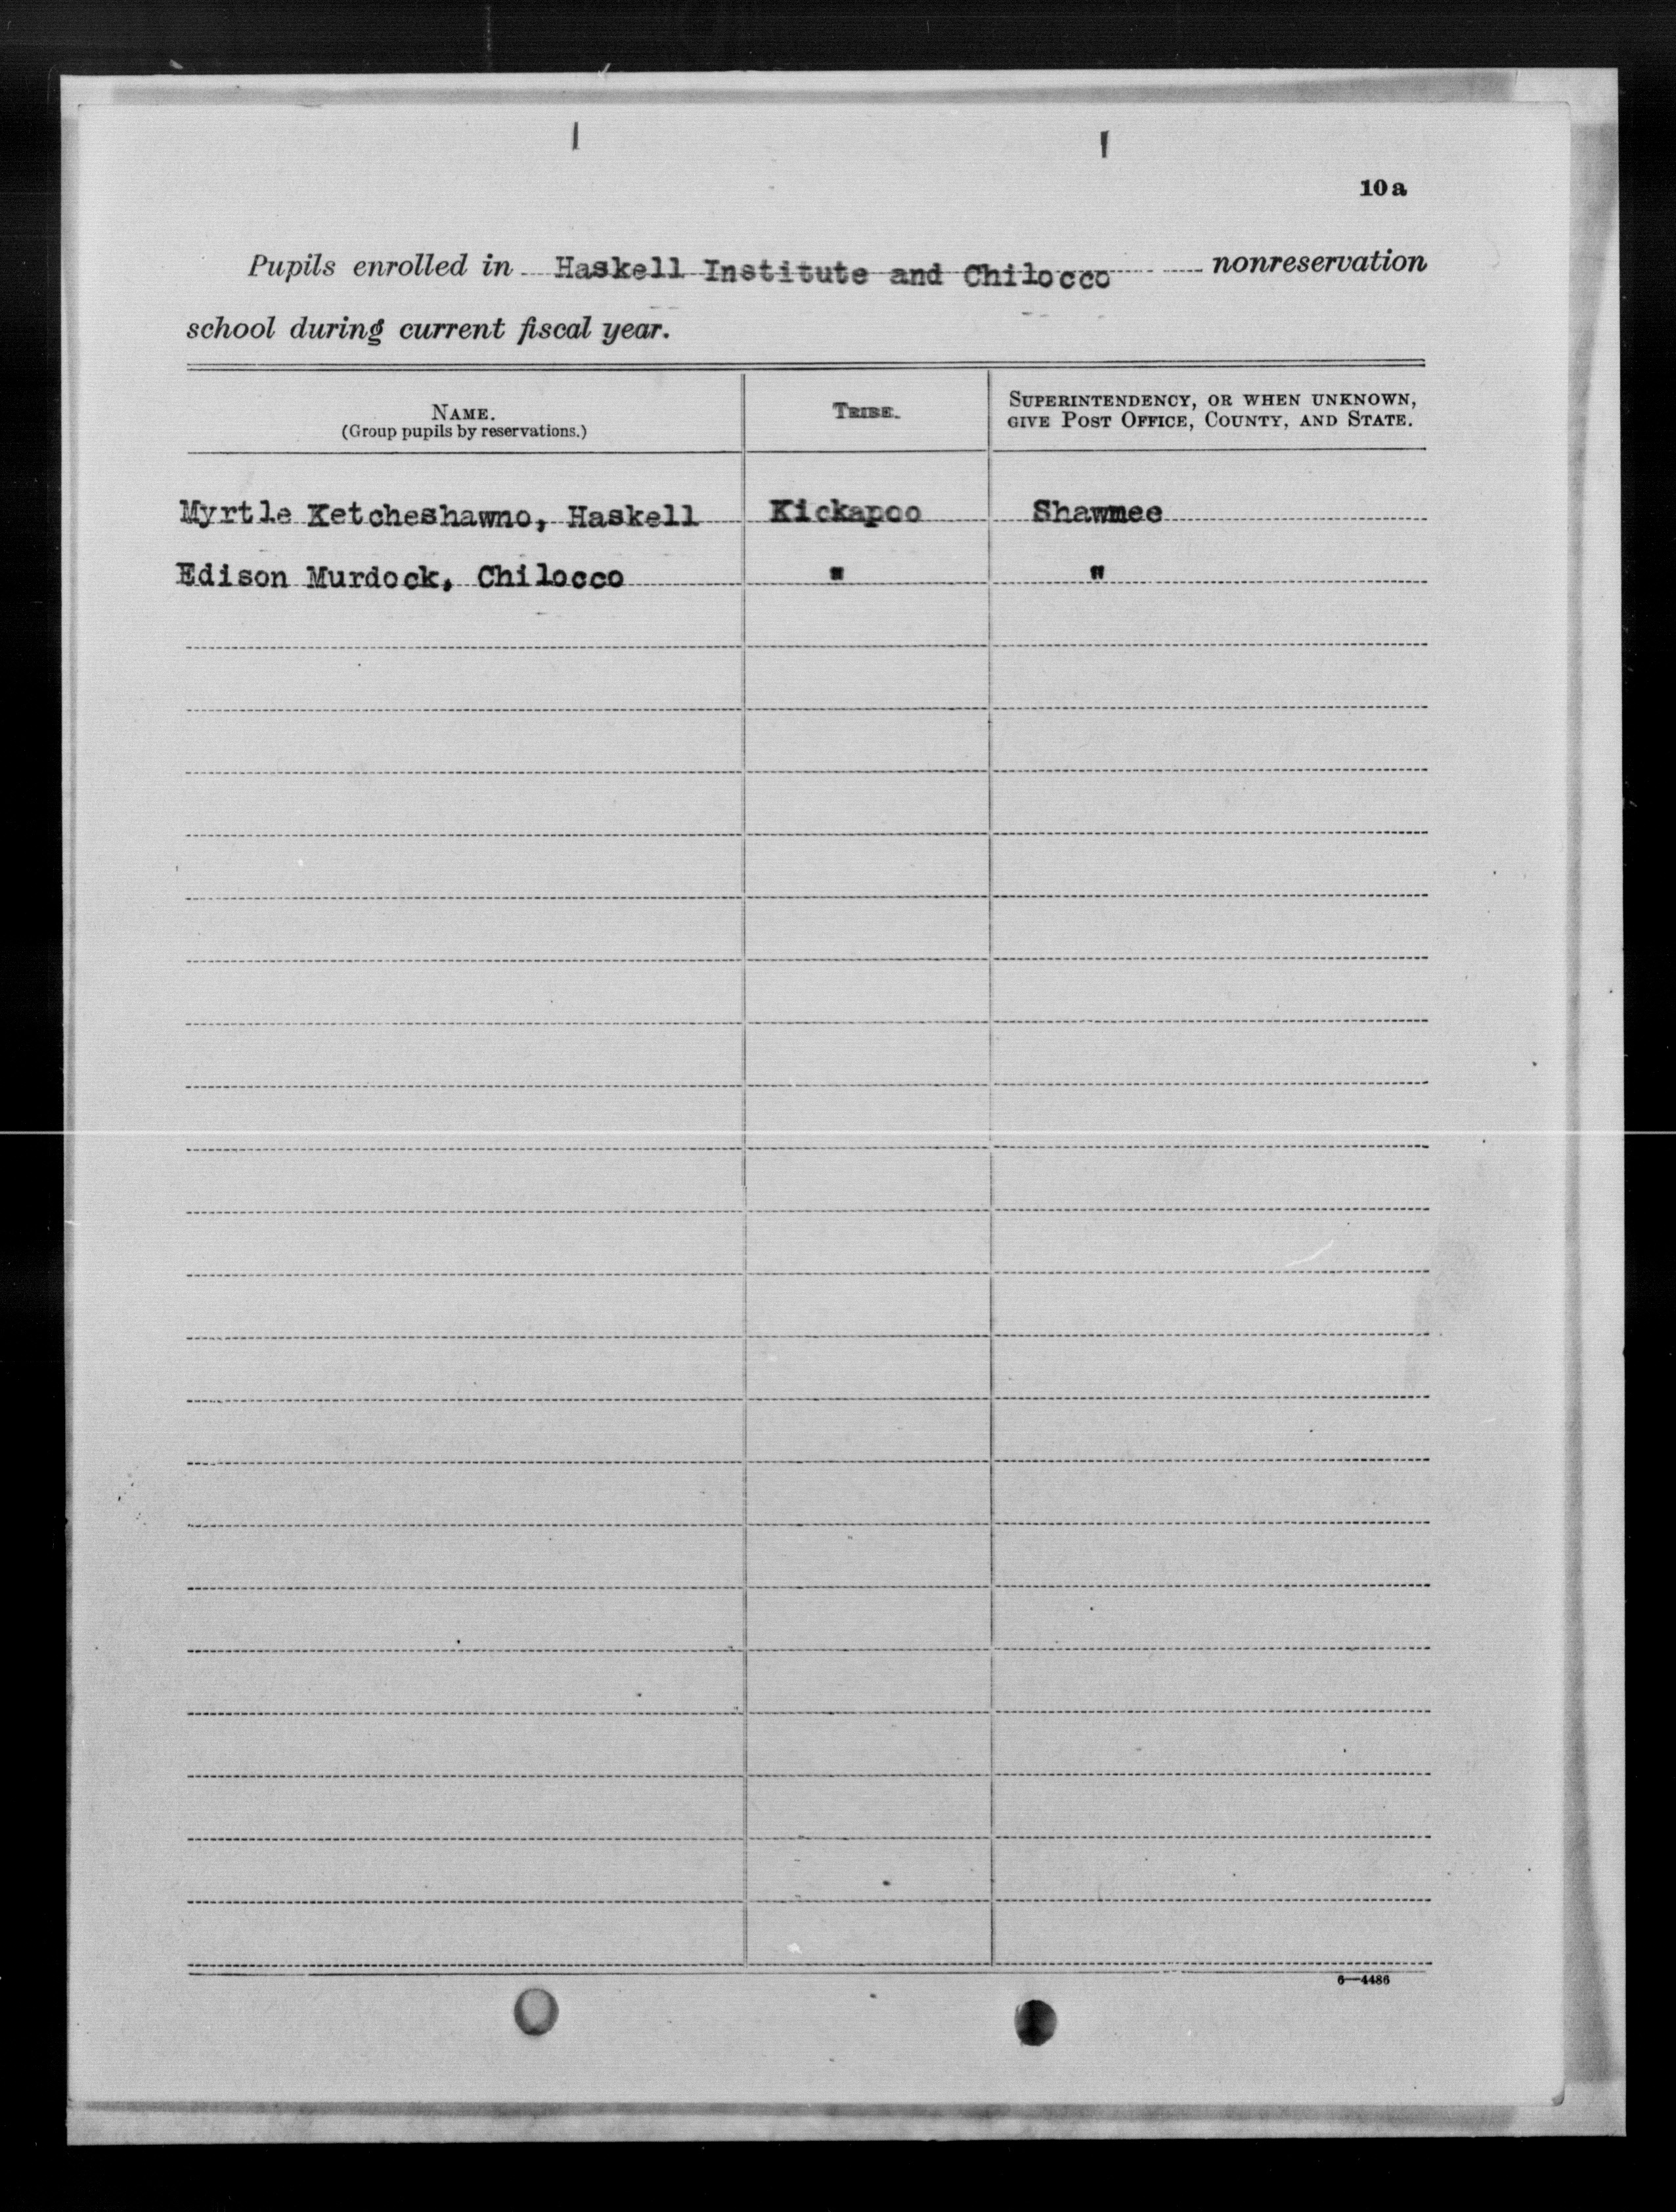 10a
Pupils enrolled in Haskell Institute and Chilocco nonreservation
school during current fiscal year.
NAME.
(Group pupils by reservations.)
TRIBE.
SUPERINTENDENCY, OR WHEN UNKNOWN,
GIVE POST OFFICE, COUNTY, AND STATE.
Myrtle Ketcheshawno, Haskell Kickapoo Shawnee
Edison Murdock, Chilocco " "
6—4486